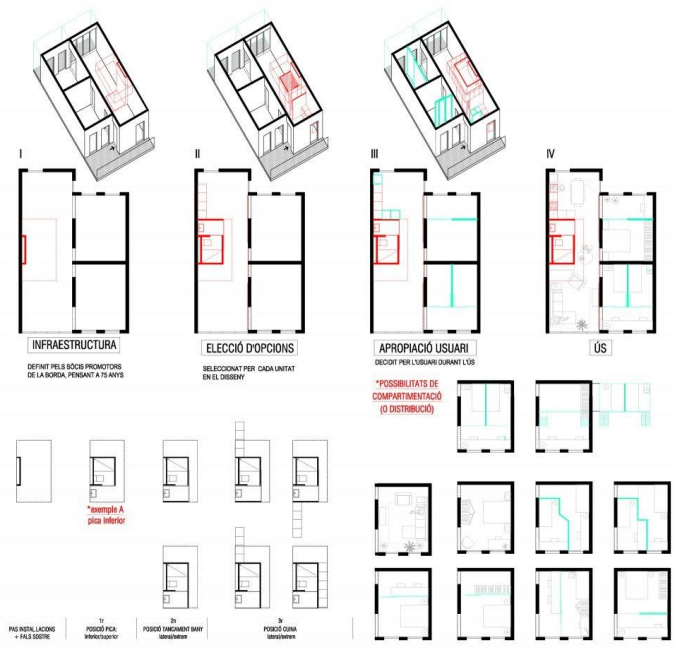 I
II
III
IV
INFRAESTRUCTURA
DEFINIT PELS SÒCIS PROMOTORS
DE LA BORDA, PENSANT A 75 ANYS
ELECCIÓ D'OPCIONS
SELECCIONAT PER CADA UNITAT
EN EL DISSENY
APROPIACIÓ USUARI
DECIDIT PER L'USUARI DURANT L'ÚS
ÚS
*POSSIBILITATS DE
COMPARTIMENTACIÓ
(O DISTRIBUCIÓ)
*exemple A
pica inferior
PAS INSTAL.LACIONS
+ FALS SOSTRE
1r
POSICIÓ PICA:
inferior/superior
2n
POSICIÓ TANCAMENT BANY
lateral/extrem
3r
POSICIÓ CUINA
lateral/extrem